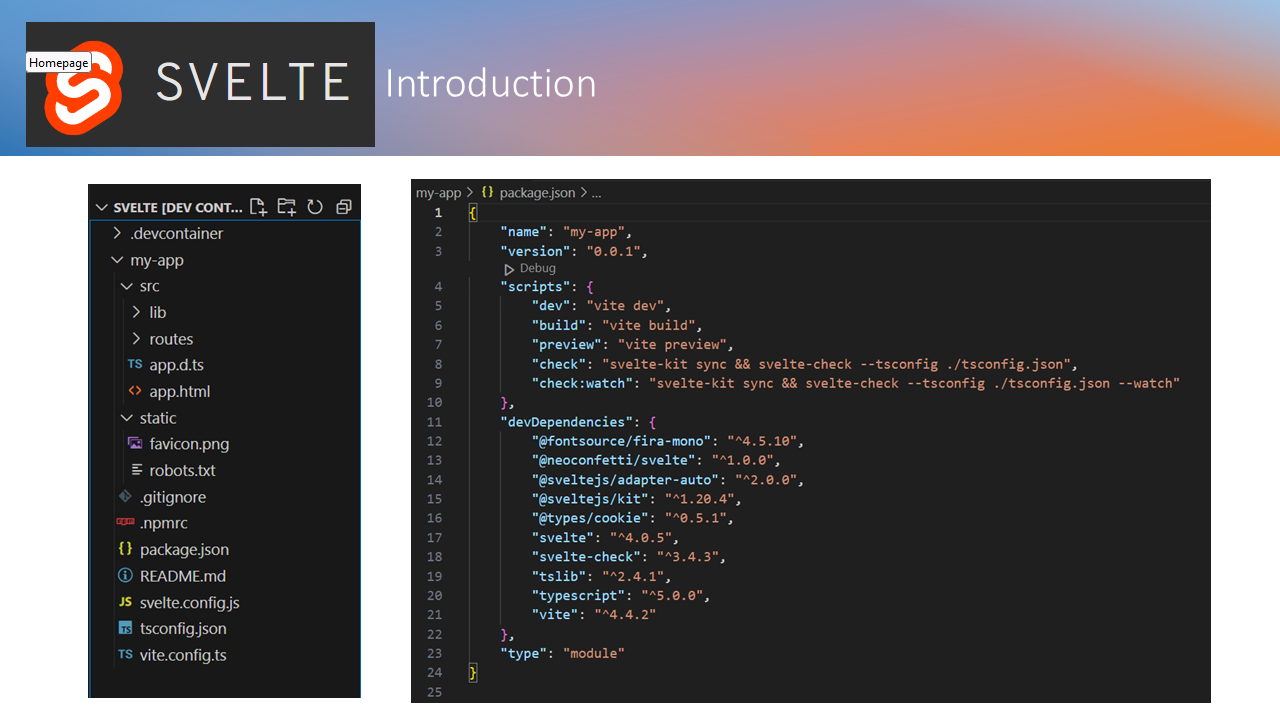 Homepage
SVELTE
Introduction
SVELTE [DEV CONT...
.devcontainer
my-app
src
lib
routes
TS app.d.ts
app.html
static
favicon.png
robots.txt
.gitignore
npm .npmrc
{} package.json
README.md
JS svelte.config.js
TS tsconfig.json
TS vite.config.ts
my-app > {} package.json > ...
1 {
2 "name": "my-app",
3 "version": "0.0.1",
Debug
4 "scripts": {
5 "dev": "vite dev",
6 "build": "vite build",
7 "preview": "vite preview",
8 "check": "svelte-kit sync && svelte-check --tsconfig ./tsconfig.json",
9 "check:watch": "svelte-kit sync && svelte-check --tsconfig ./tsconfig.json --watch"
10 },
11 "devDependencies": {
12 "@fontsource/fira-mono": "^4.5.10",
13 "@neoconfetti/svelte": "^1.0.0",
14 "@sveltejs/adapter-auto": "^2.0.0",
15 "@sveltejs/kit": "^1.20.4",
16 "@types/cookie": "^0.5.1",
17 "svelte": "^4.0.5",
18 "svelte-check": "^3.4.3",
19 "tslib": "^2.4.1",
20 "typescript": "^5.0.0",
21 "vite": "^4.4.2"
22 },
23 "type": "module"
24 }
25